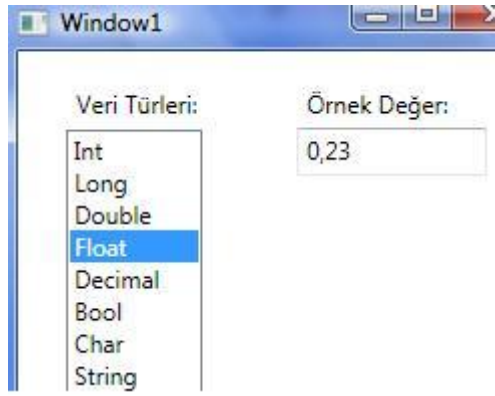 Window1
Veri Türleri:
Örnek Değer:
Int
Long
Double
Float
Decimal
Bool
Char
String
0,23